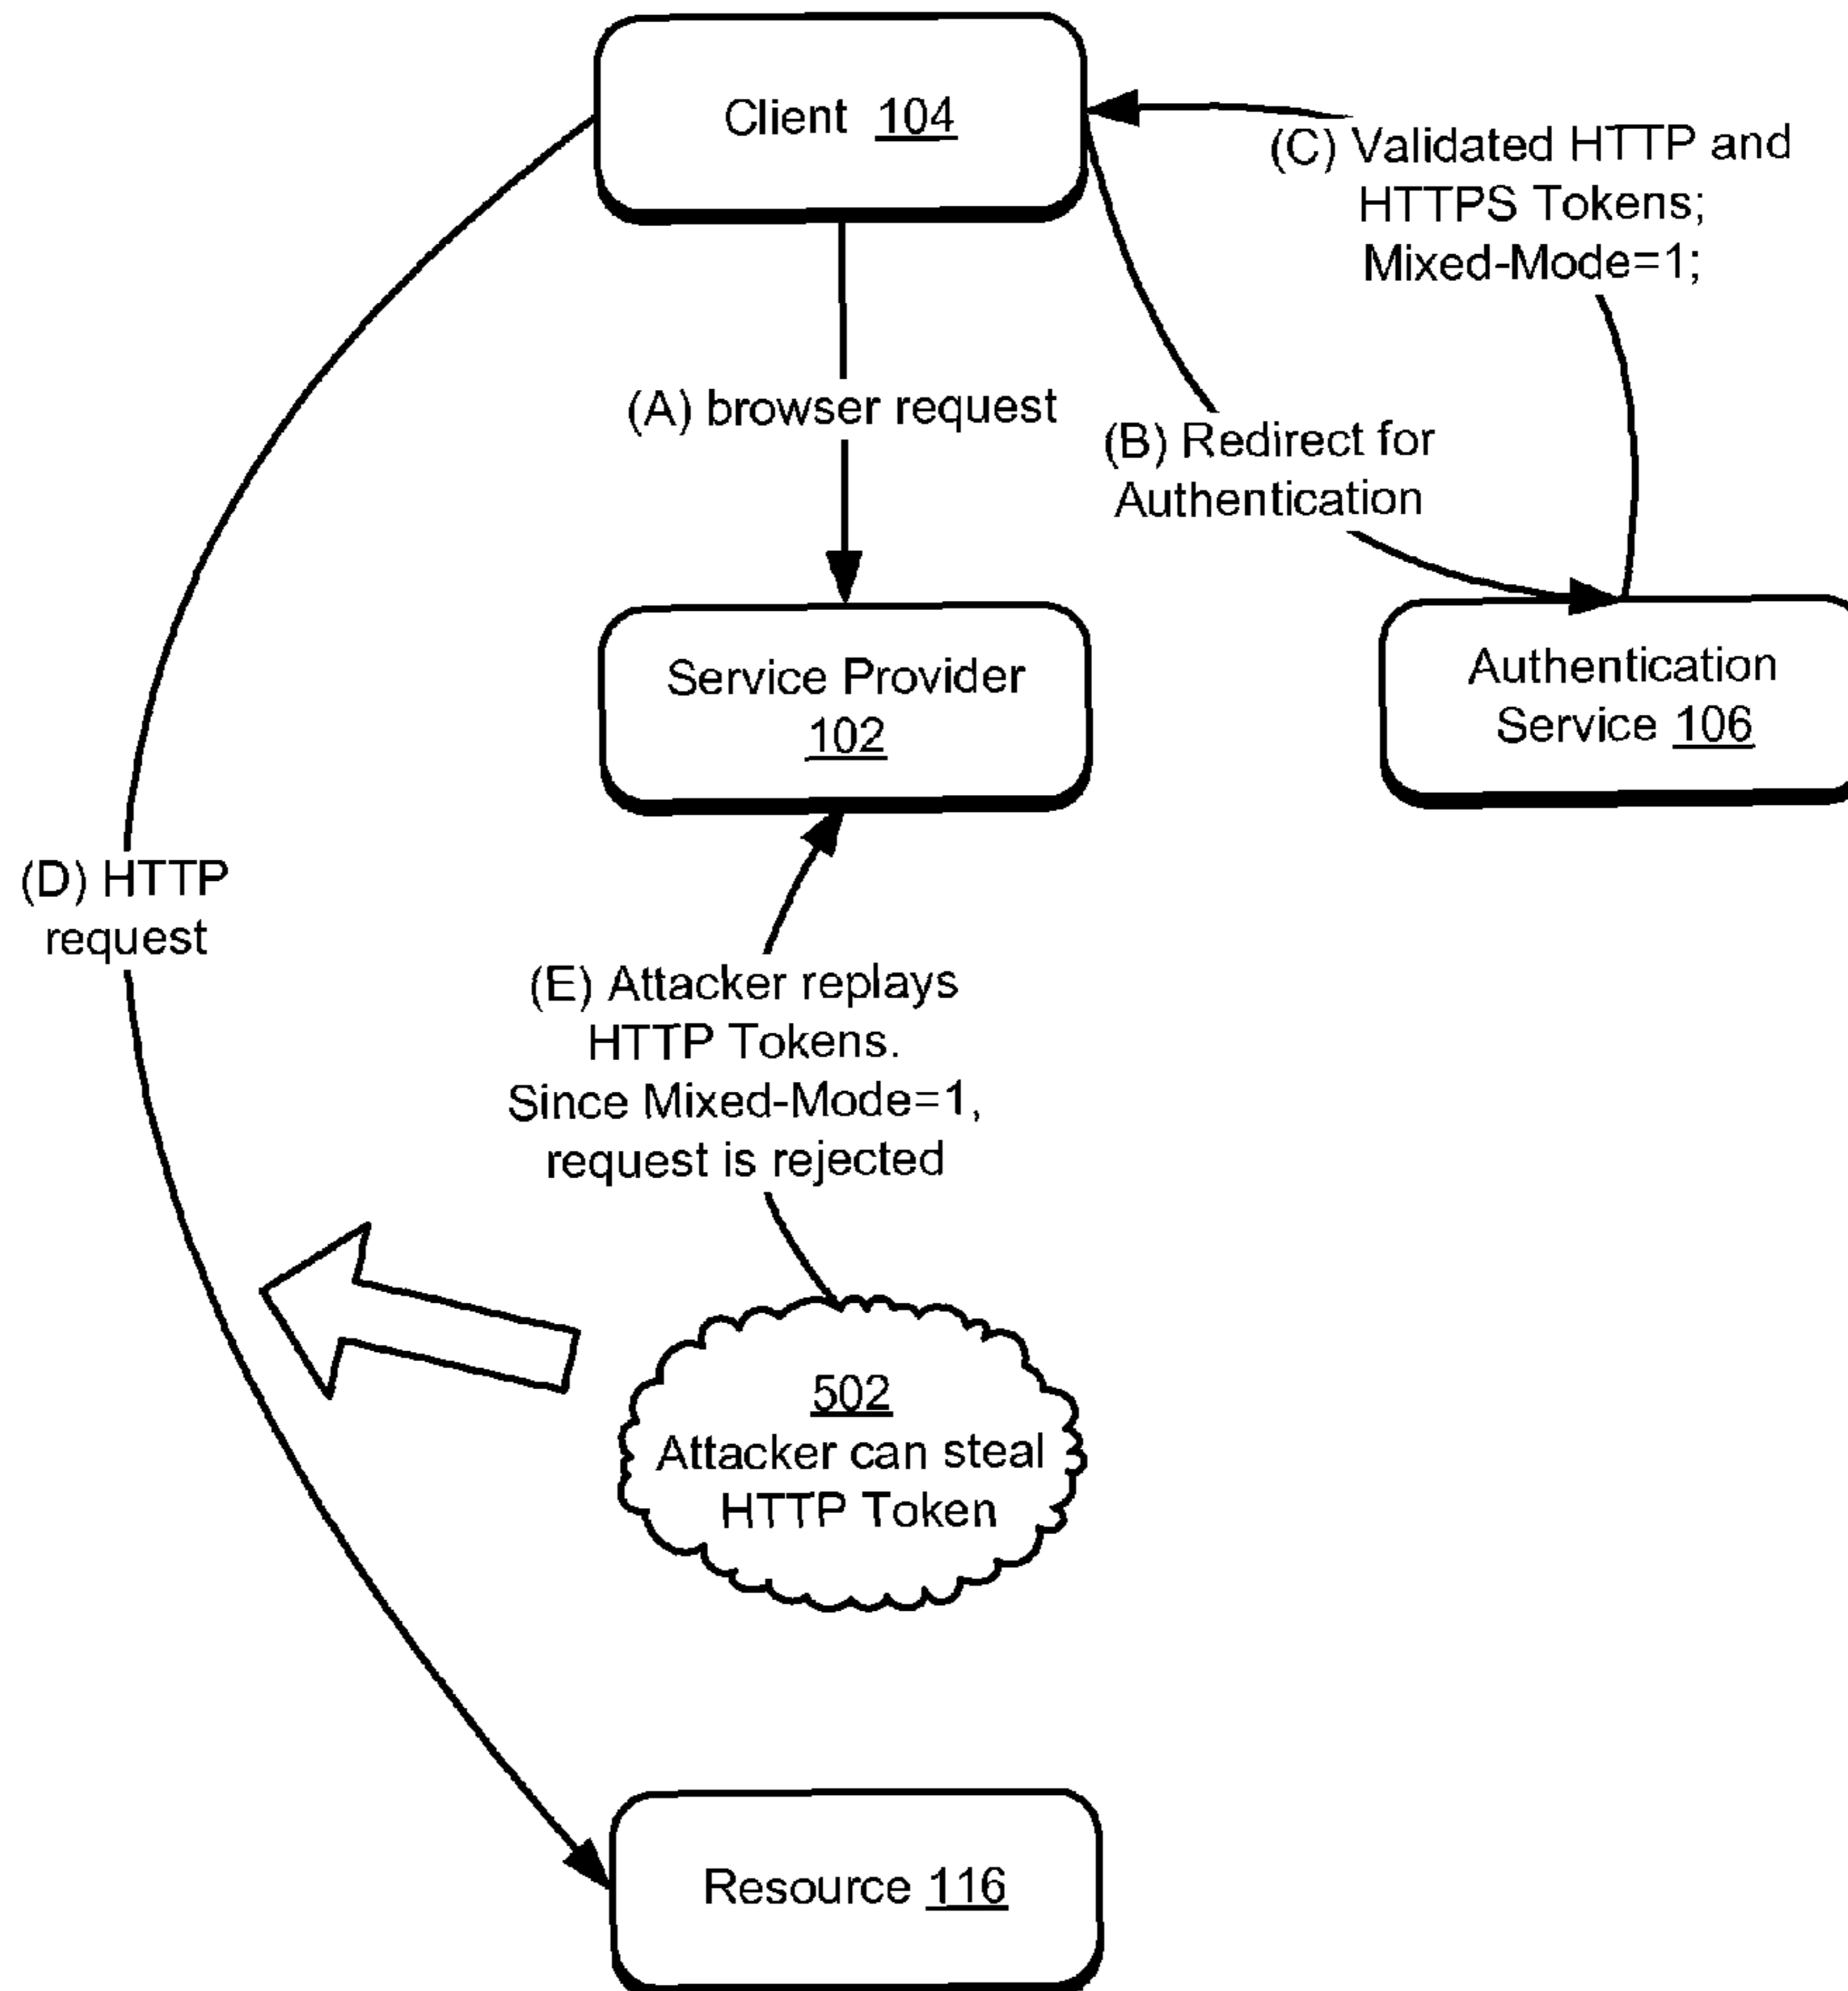 Client 104
(C) Validated HTTP and
HTTPS Tokens;
Mixed-Mode=1;
(A) browser request
(B) Redirect for
Authentication
Service Provider
102
Authentication
Service 106
(D) HTTP
request
(E) Attacker replays
HTTP Tokens.
Since Mixed-Mode=1,
request is rejected
502
Attacker can steal
HTTP Token
Resource 116